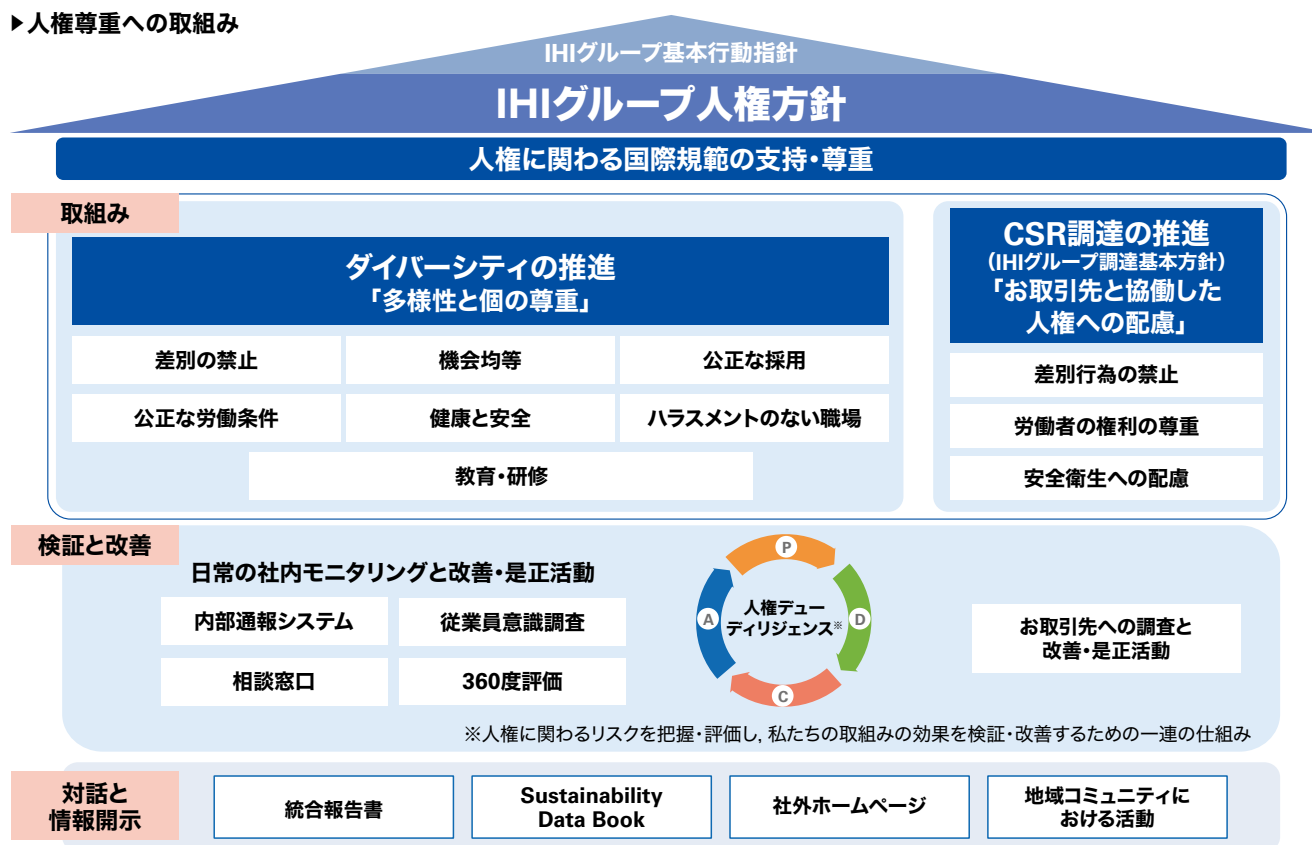 ▶人権尊重への取組み
IHIグループ基本行動指針
IHIグループ人権方針
人権に関わる国際規範の支持・尊重
取組み
ダイバーシティの推進
「多様性と個の尊重」
差別の禁止
機会均等
公正な採用
公正な労働条件
健康と安全
ハラスメントのない職場
教育・研修
CSR調達の推進
（IHIグループ調達基本方針）
「お取引先と協働した
人権への配慮」
差別行為の禁止
労働者の権利の尊重
安全衛生への配慮
検証と改善
日常の社内モニタリングと改善・是正活動
内部通報システム
従業員意識調査
相談窓口
360度評価
P
D
C
A
人権デュー
ディリジェンス※
お取引先への調査と
改善・是正活動
※人権に関わるリスクを把握・評価し, 私たちの取組みの効果を検証・改善するための一連の仕組み
対話と
情報開示
統合報告書
Sustainability
Data Book
社外ホームページ
地域コミュニティに
おける活動